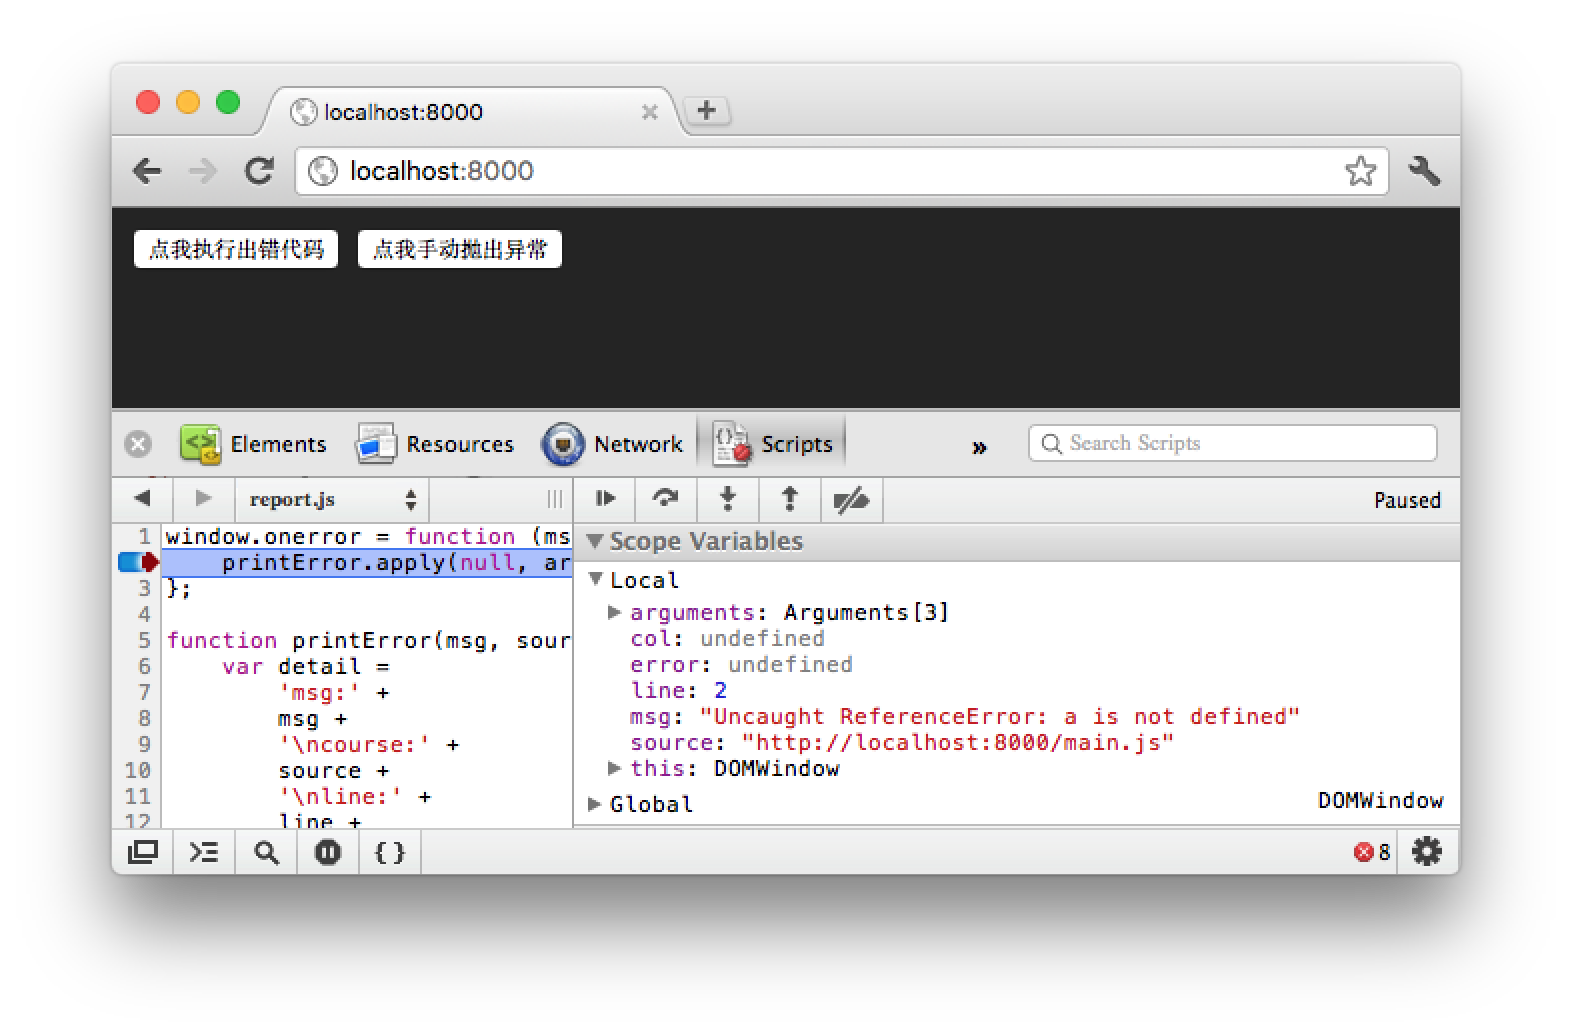 localhost:8000
localhost:8000
点我执行出错代码 点我手动抛出异常
Elements Resources Network Scripts » Search Scripts
report.js Paused
1 window.onerror = function (ms
printError.apply(null, ar
3 };
4
5 function printError(msg, sour
6 var detail =
7 'msg:' +
8 msg +
9 '\ncourse:' +
10 source +
11 '\nline:' +
12 line +
Scope Variables
Local
arguments: Arguments[3]
col: undefined
error: undefined
line: 2
msg: "Uncaught ReferenceError: a is not defined"
source: "http://localhost:8000/main.js"
this: DOMWindow
Global DOMWindow
{} 8